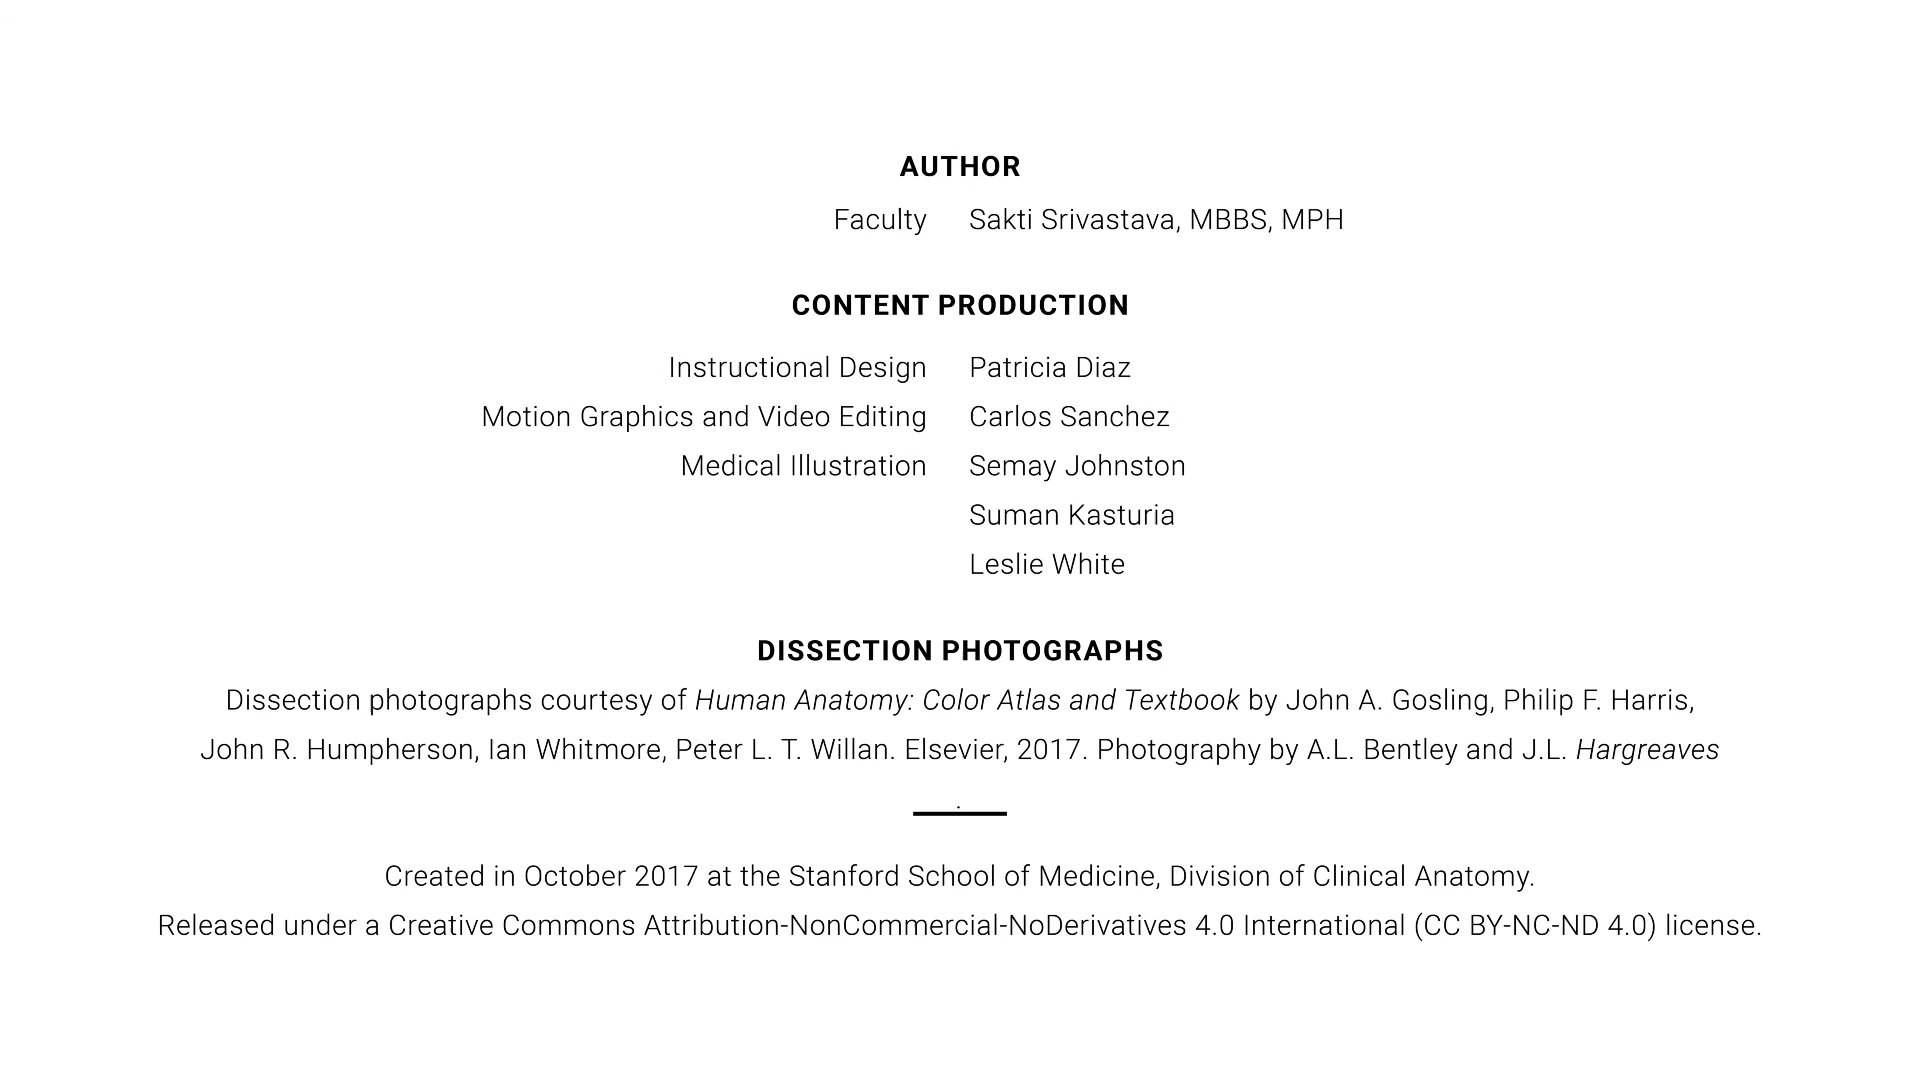 AUTHOR
Faculty Sakti Srivastava, MBBS, MPH
CONTENT PRODUCTION
Instructional Design Patricia Diaz
Motion Graphics and Video Editing Carlos Sanchez
Medical Illustration Semay Johnston
Suman Kasturia
Leslie White
DISSECTION PHOTOGRAPHS
Dissection photographs courtesy of Human Anatomy: Color Atlas and Textbook by John A. Gosling, Philip F. Harris,
John R. Humpherson, Ian Whitmore, Peter L. T. Willan. Elsevier, 2017. Photography by A.L. Bentley and J.L. Hargreaves
.
Created in October 2017 at the Stanford School of Medicine, Division of Clinical Anatomy.
Released under a Creative Commons Attribution-NonCommercial-NoDerivatives 4.0 International (CC BY-NC-ND 4.0) license.